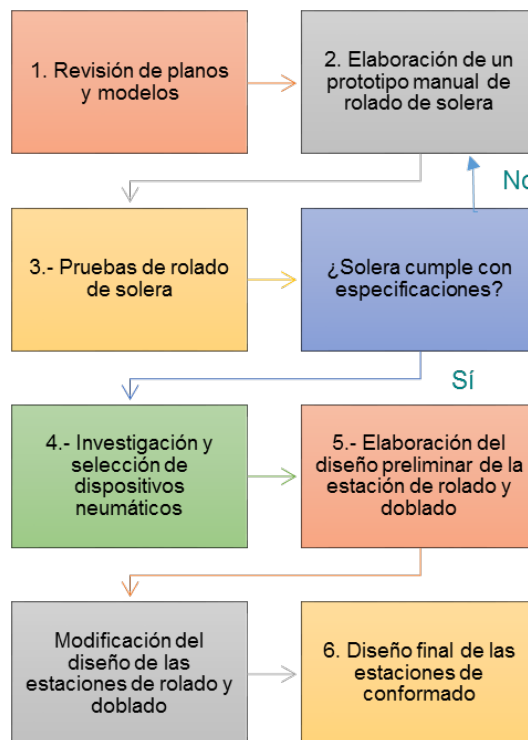 1. Revisión de planos
y modelos
2. Elaboración de un
prototipo manual de
rolado de solera
No
3.- Pruebas de rolado
de solera
¿Solera cumple con
especificaciones?
Sí
4.- Investigación y
selección de
dispositivos
neumáticos
5.- Elaboración del
diseño preliminar de la
estación de rolado y
doblado
Modificación del
diseño de las
estaciones de rolado y
doblado
6. Diseño final de las
estaciones de
conformado